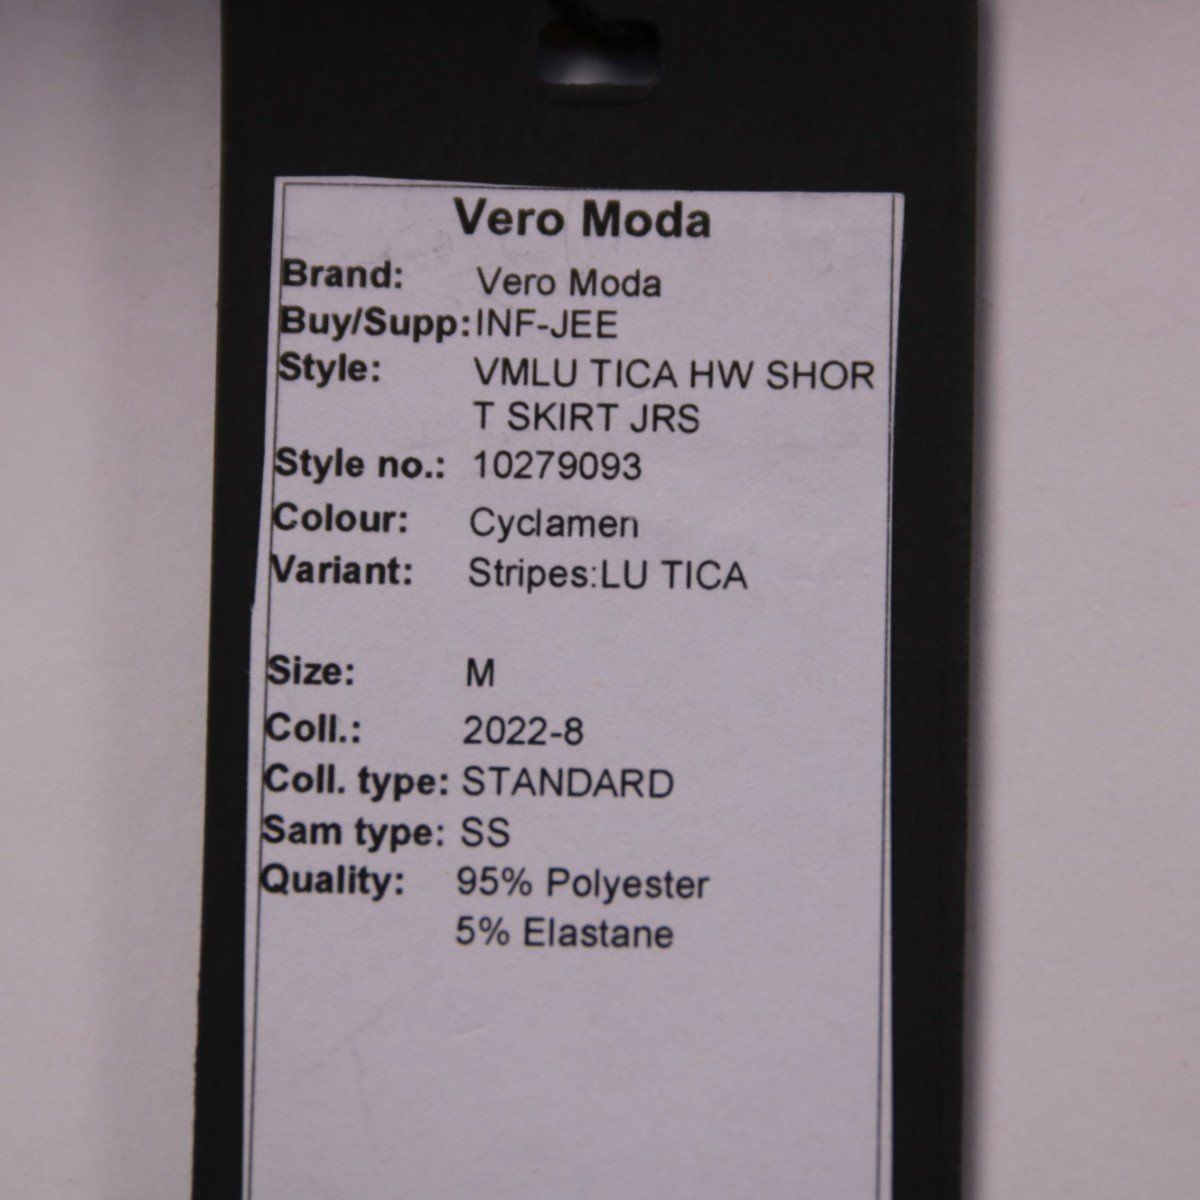 Vero Moda
Brand: Vero Moda
Buy/Supp: INF-JEE
Style: VMLU TICA HW SHOR
T SKIRT JRS
Style no.: 10279093
Colour: Cyclamen
Variant: Stripes:LU TICA
Size: M
Coll.: 2022-8
Coll. type: STANDARD
Sam type: SS
Quality: 95% Polyester
5% Elastane